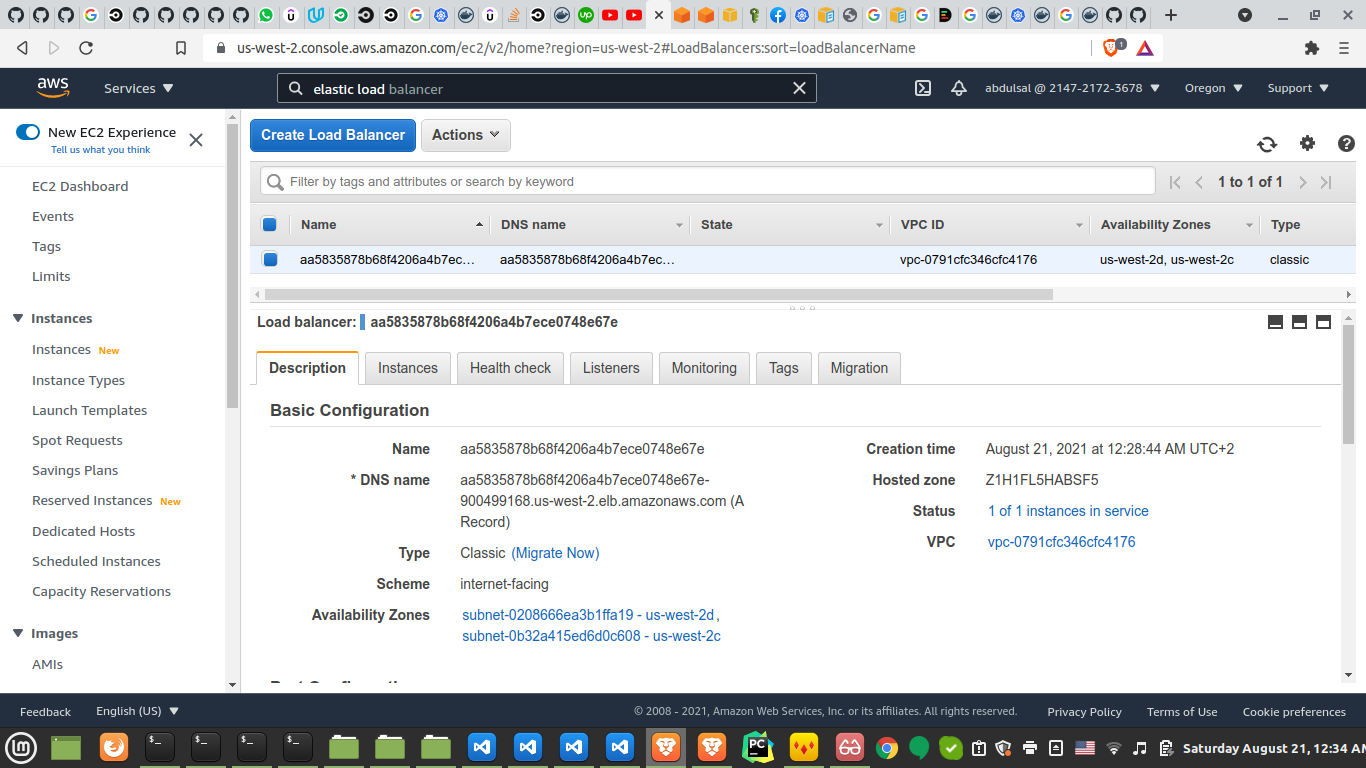 us-west-2.console.aws.amazon.com/ec2/v2/home?region=us-west-2#LoadBalancers:sort=loadBalancerName
1
aws
Services
elastic load balancer
abdulsal @ 2147-2172-3678
Oregon
Support
New EC2 Experience
Tell us what you think
EC2 Dashboard
Events
Tags
Limits
Instances
Instances New
Instance Types
Launch Templates
Spot Requests
Savings Plans
Reserved Instances New
Dedicated Hosts
Scheduled Instances
Capacity Reservations
Images
AMIs
Create Load Balancer
Actions
Filter by tags and attributes or search by keyword
1 to 1 of 1
Name DNS name State VPC ID Availability Zones Type
aa5835878b68f4206a4b7ec... aa5835878b68f4206a4b7ec... vpc-0791cfc346cfc4176 us-west-2d, us-west-2c classic
Load balancer: aa5835878b68f4206a4b7ece0748e67e
Description Instances Health check Listeners Monitoring Tags Migration
Basic Configuration
Name aa5835878b68f4206a4b7ece0748e67e
* DNS name aa5835878b68f4206a4b7ece0748e67e-
900499168.us-west-2.elb.amazonaws.com (A
Record)
Type Classic (Migrate Now)
Scheme internet-facing
Availability Zones subnet-0208666ea3b1ffa19 - us-west-2d,
subnet-0b32a415ed6d0c608 - us-west-2c
Creation time August 21, 2021 at 12:28:44 AM UTC+2
Hosted zone Z1H1FL5HABSF5
Status 1 of 1 instances in service
VPC vpc-0791cfc346cfc4176
Feedback
English (US)
© 2008 - 2021, Amazon Web Services, Inc. or its affiliates. All rights reserved.
Privacy Policy
Terms of Use
Cookie preferences
Saturday August 21, 12:34 AM